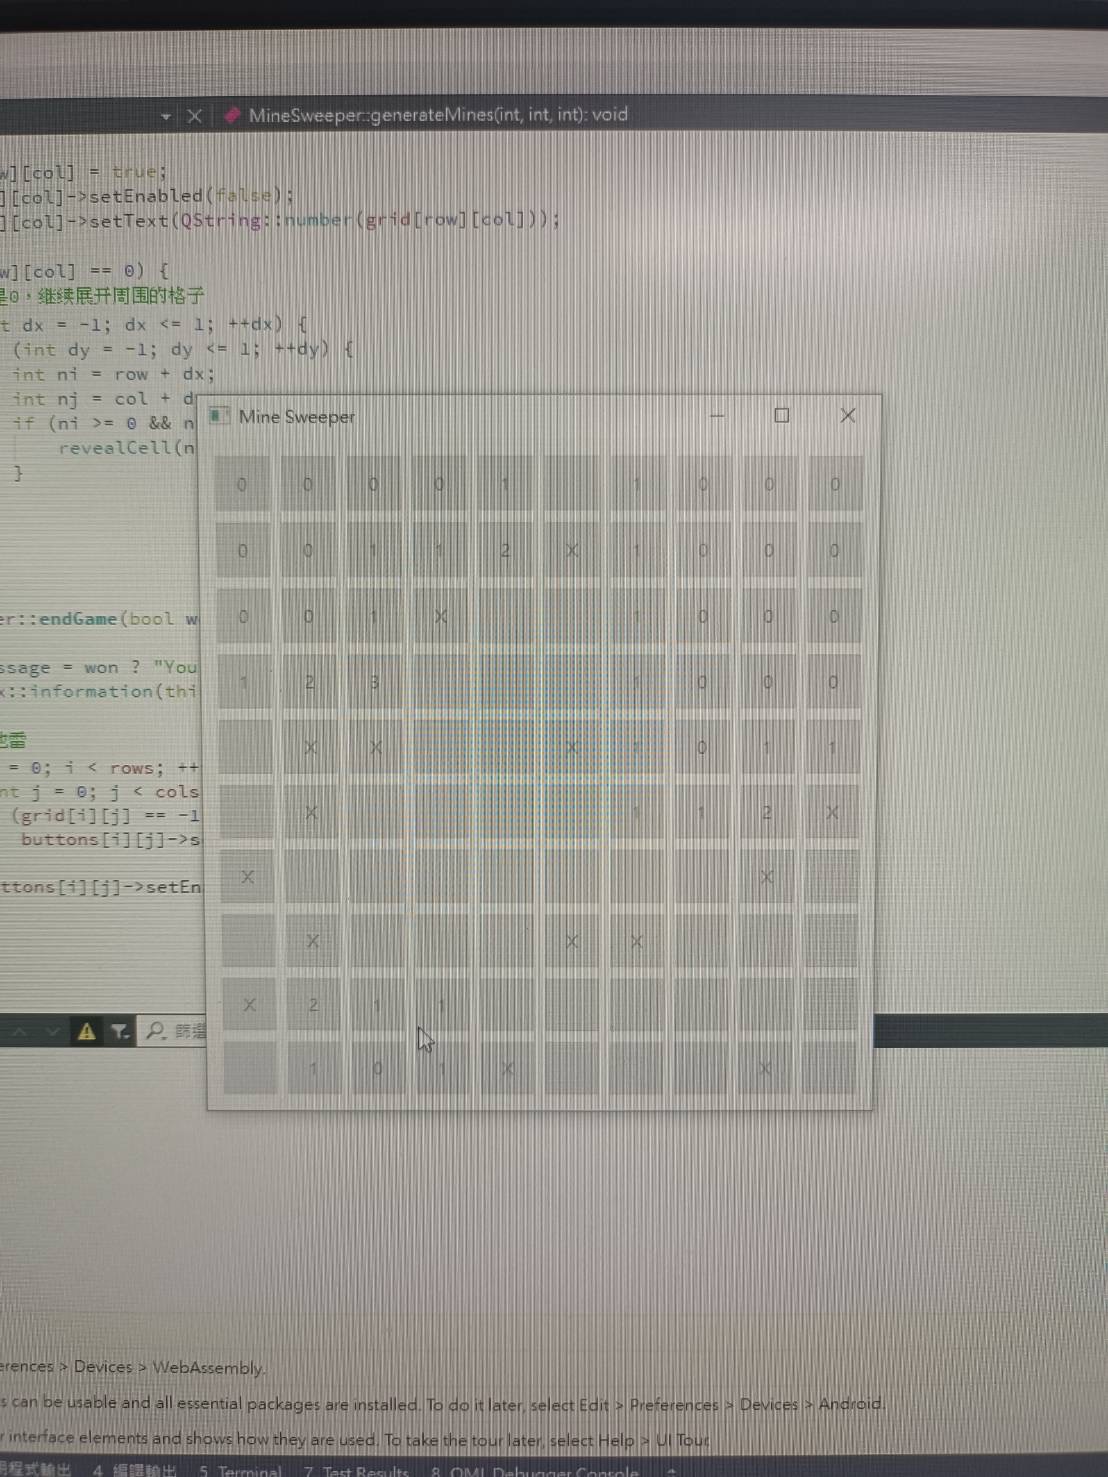 MineSweeper::generateMines(int, int, int): void
w][col] = true;
][col]->setEnabled(false);
][col]->setText(QString::number(grid[row][col]));
w][col] == 0) {
是0，继续展开周围的格子
t dx = -1; dx <= 1; ++dx) {
(int dy = -1; dy <= 1; ++dy) {
int ni = row + dx;
int nj = col + d
if (ni >= 0 && n
revealCell(n
}
er::endGame(bool w
ssage = won ? "You
x::information(thi
地雷
= 0; i < rows; ++
nt j = 0; j < cols
(grid[i][j] == -1
buttons[i][j]->s
ttons[i][j]->setEn
Mine Sweeper
0 0 0 0 1 1 0 0 0
0 0 1 1 2 X 1 0 0 0
0 0 1 X 1 0 0 0
1 2 3 1 0 0 0
X X X 1 0 1 1
X 1 1 2 X
X X
X X X
X 2 1 1
1 0 1 X X
篩選
erences > Devices > WebAssembly.
s can be usable and all essential packages are installed. To do it later, select Edit > Preferences > Devices > Android.
r interface elements and shows how they are used. To take the tour later, select Help > UI Tour.
程式輸出 4 編譯輸出 5 Terminal 7 Test Results 8 QML Debugger Console